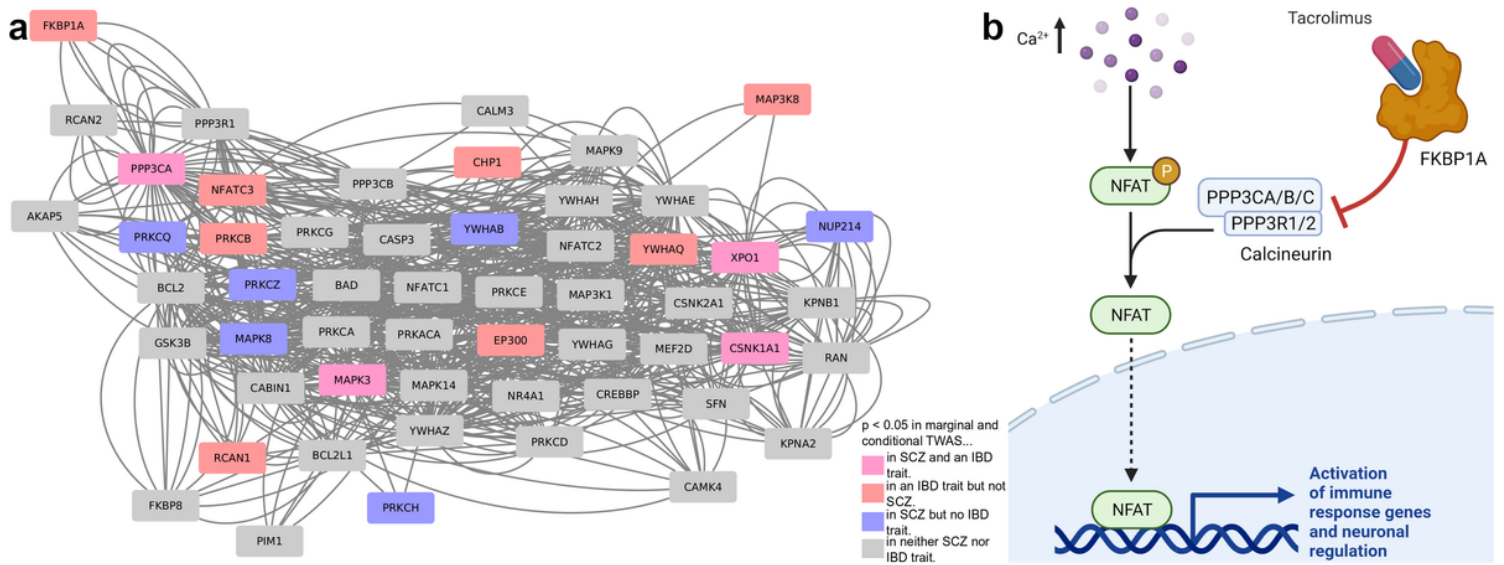 a
FKBP1A
MAP3K8
RCAN2
PPP3R1
CALM3
MAPK9
CHP1
PPP3CA
NFATC3
PPP3CB
YWHAH
YWHAE
AKAP5
PRKCQ
PRKCB
PRKCG
CASP3
YWHAB
NFATC2
YWHAQ
NUP214
XPO1
BCL2
PRKCZ
BAD
NFATC1
PRKCE
MAP3K1
CSNK2A1
KPNB1
GSK3B
MAPK8
PRKCA
PRKACA
EP300
YWHAG
MEF2D
CSNK1A1
RAN
CABIN1
MAPK3
MAPK14
NR4A1
CREBBP
SFN
YWHAZ
PRKCD
KPNA2
RCAN1
BCL2L1
CAMK4
FKBP8
PRKCH
PIM1
p < 0.05 in marginal and
conditional TWAS...
in SCZ and an IBD
trait.
in an IBD trait but not
SCZ.
in SCZ but no IBD
trait.
in neither SCZ nor
IBD trait.
b
Ca²⁺
Tacrolimus
FKBP1A
NFAT
P
PPP3CA/B/C
PPP3R1/2
Calcineurin
NFAT
NFAT
Activation
of immune
response genes
and neuronal
regulation